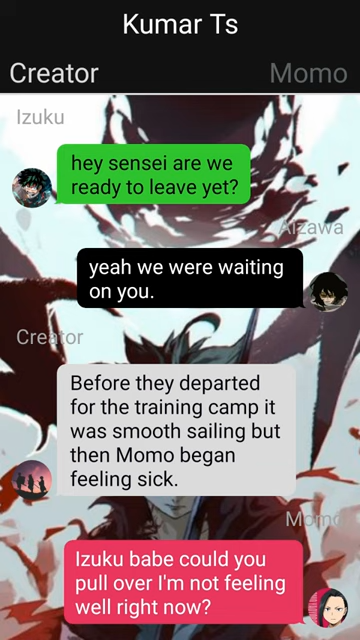 Kumar Ts
Creator
Momo
Izuku
hey sensei are we
ready to leave yet?
Aizawa
yeah we were waiting
on you.
Creator
Before they departed
for the training camp it
was smooth sailing but
then Momo began
feeling sick.
Momo
Izuku babe could you
pull over I'm not feeling
well right now?